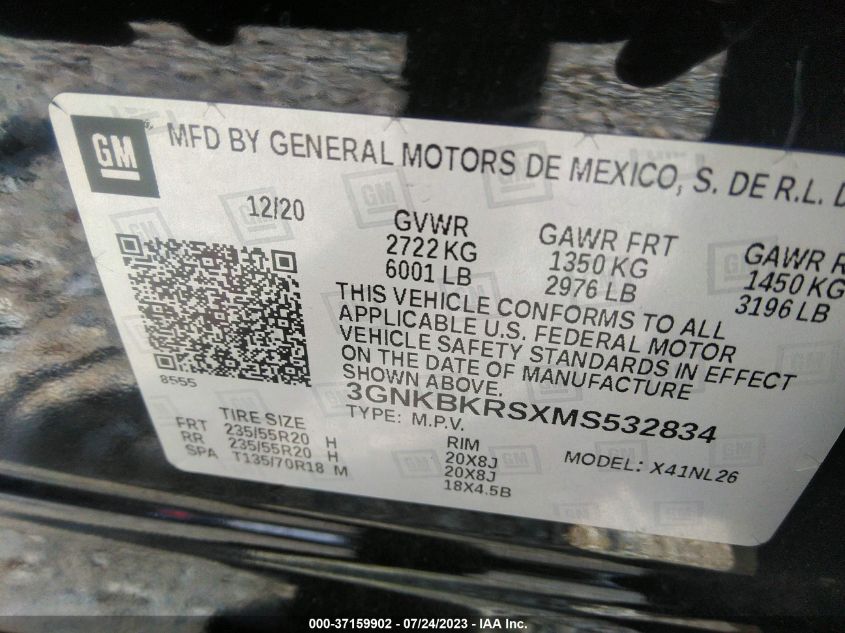 GM
MFD BY GENERAL MOTORS DE MEXICO, S. DE R.L. D
12/20
GVWR
2722 KG
6001 LB
GAWR FRT
1350 KG
2976 LB
GAWR R
1450 KG
3196 LB
THIS VEHICLE CONFORMS TO ALL
APPLICABLE U.S. FEDERAL MOTOR
VEHICLE SAFETY STANDARDS IN EFFECT
ON THE DATE OF MANUFACTURE
SHOWN ABOVE.
8555
3GNKBKRSXMS532834
TYPE: M.P.V.
TIRE SIZE
FRT 235/55R20 H
RR 235/55R20 H
SPA T135/70R18 M
RIM
20X8J
20X8J
18X4.5B
MODEL: X41NL26
000-37159902 - 07/24/2023 - IAA Inc.